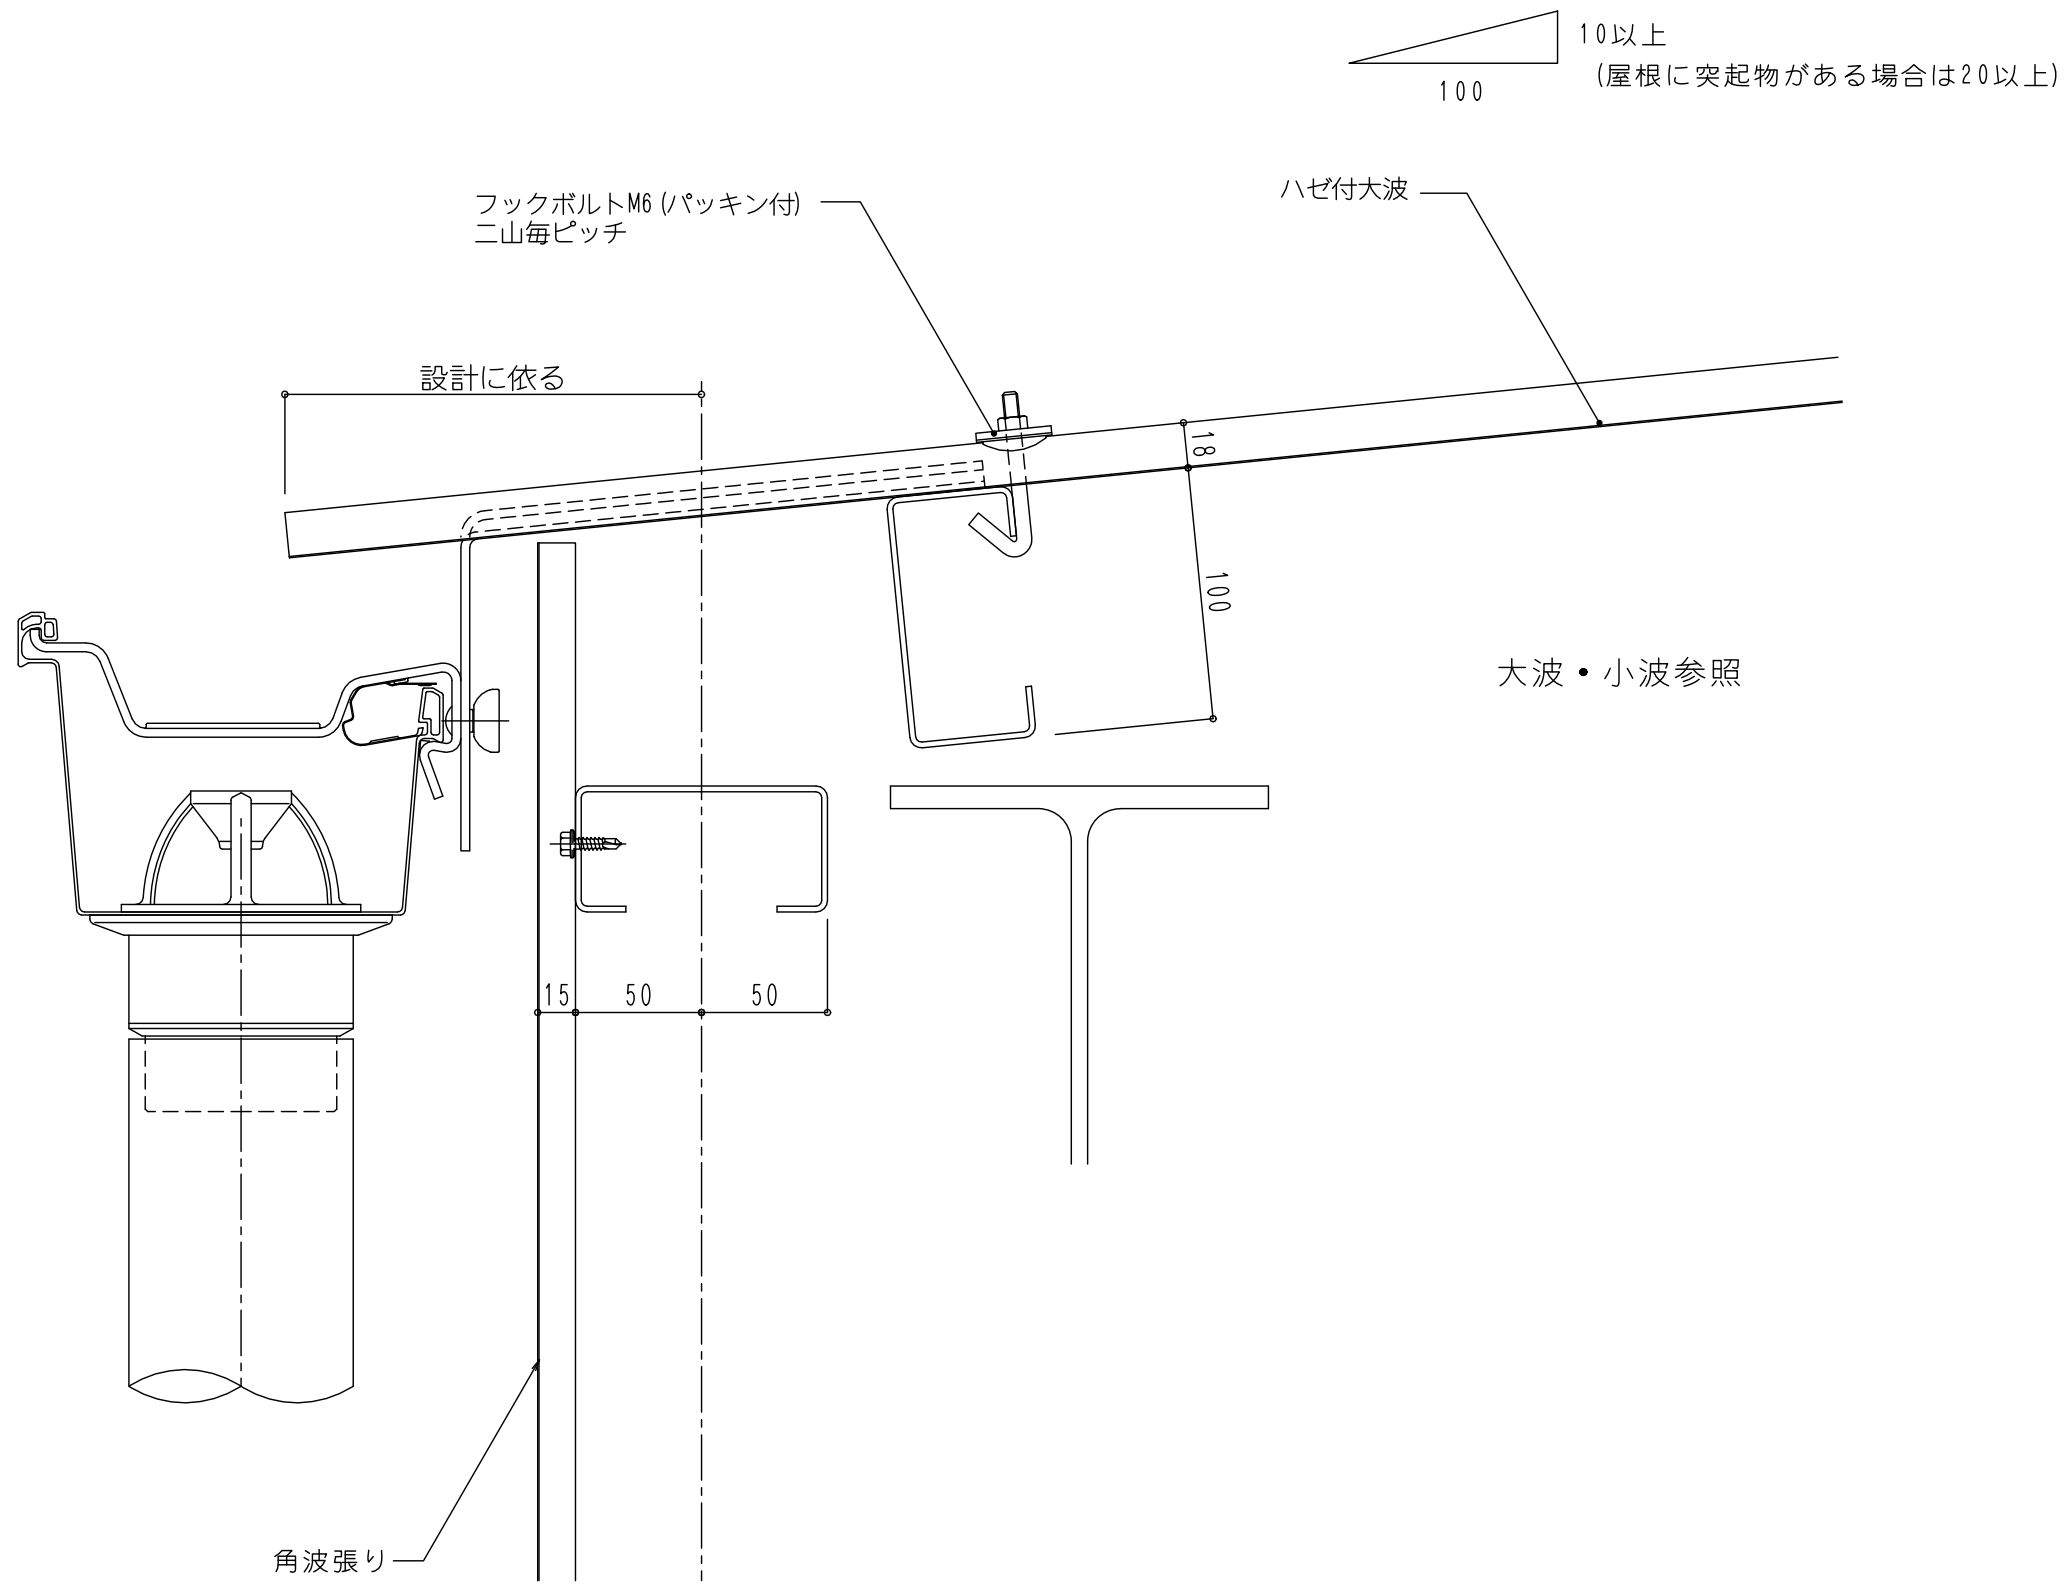 10以上
(屋根に突起物がある場合は20以上)
100
フックボルトM6(パッキン付)
二山毎ピッチ
ハゼ付大波
設計に依る
18
100
大波・小波参照
15
50
50
角波張り